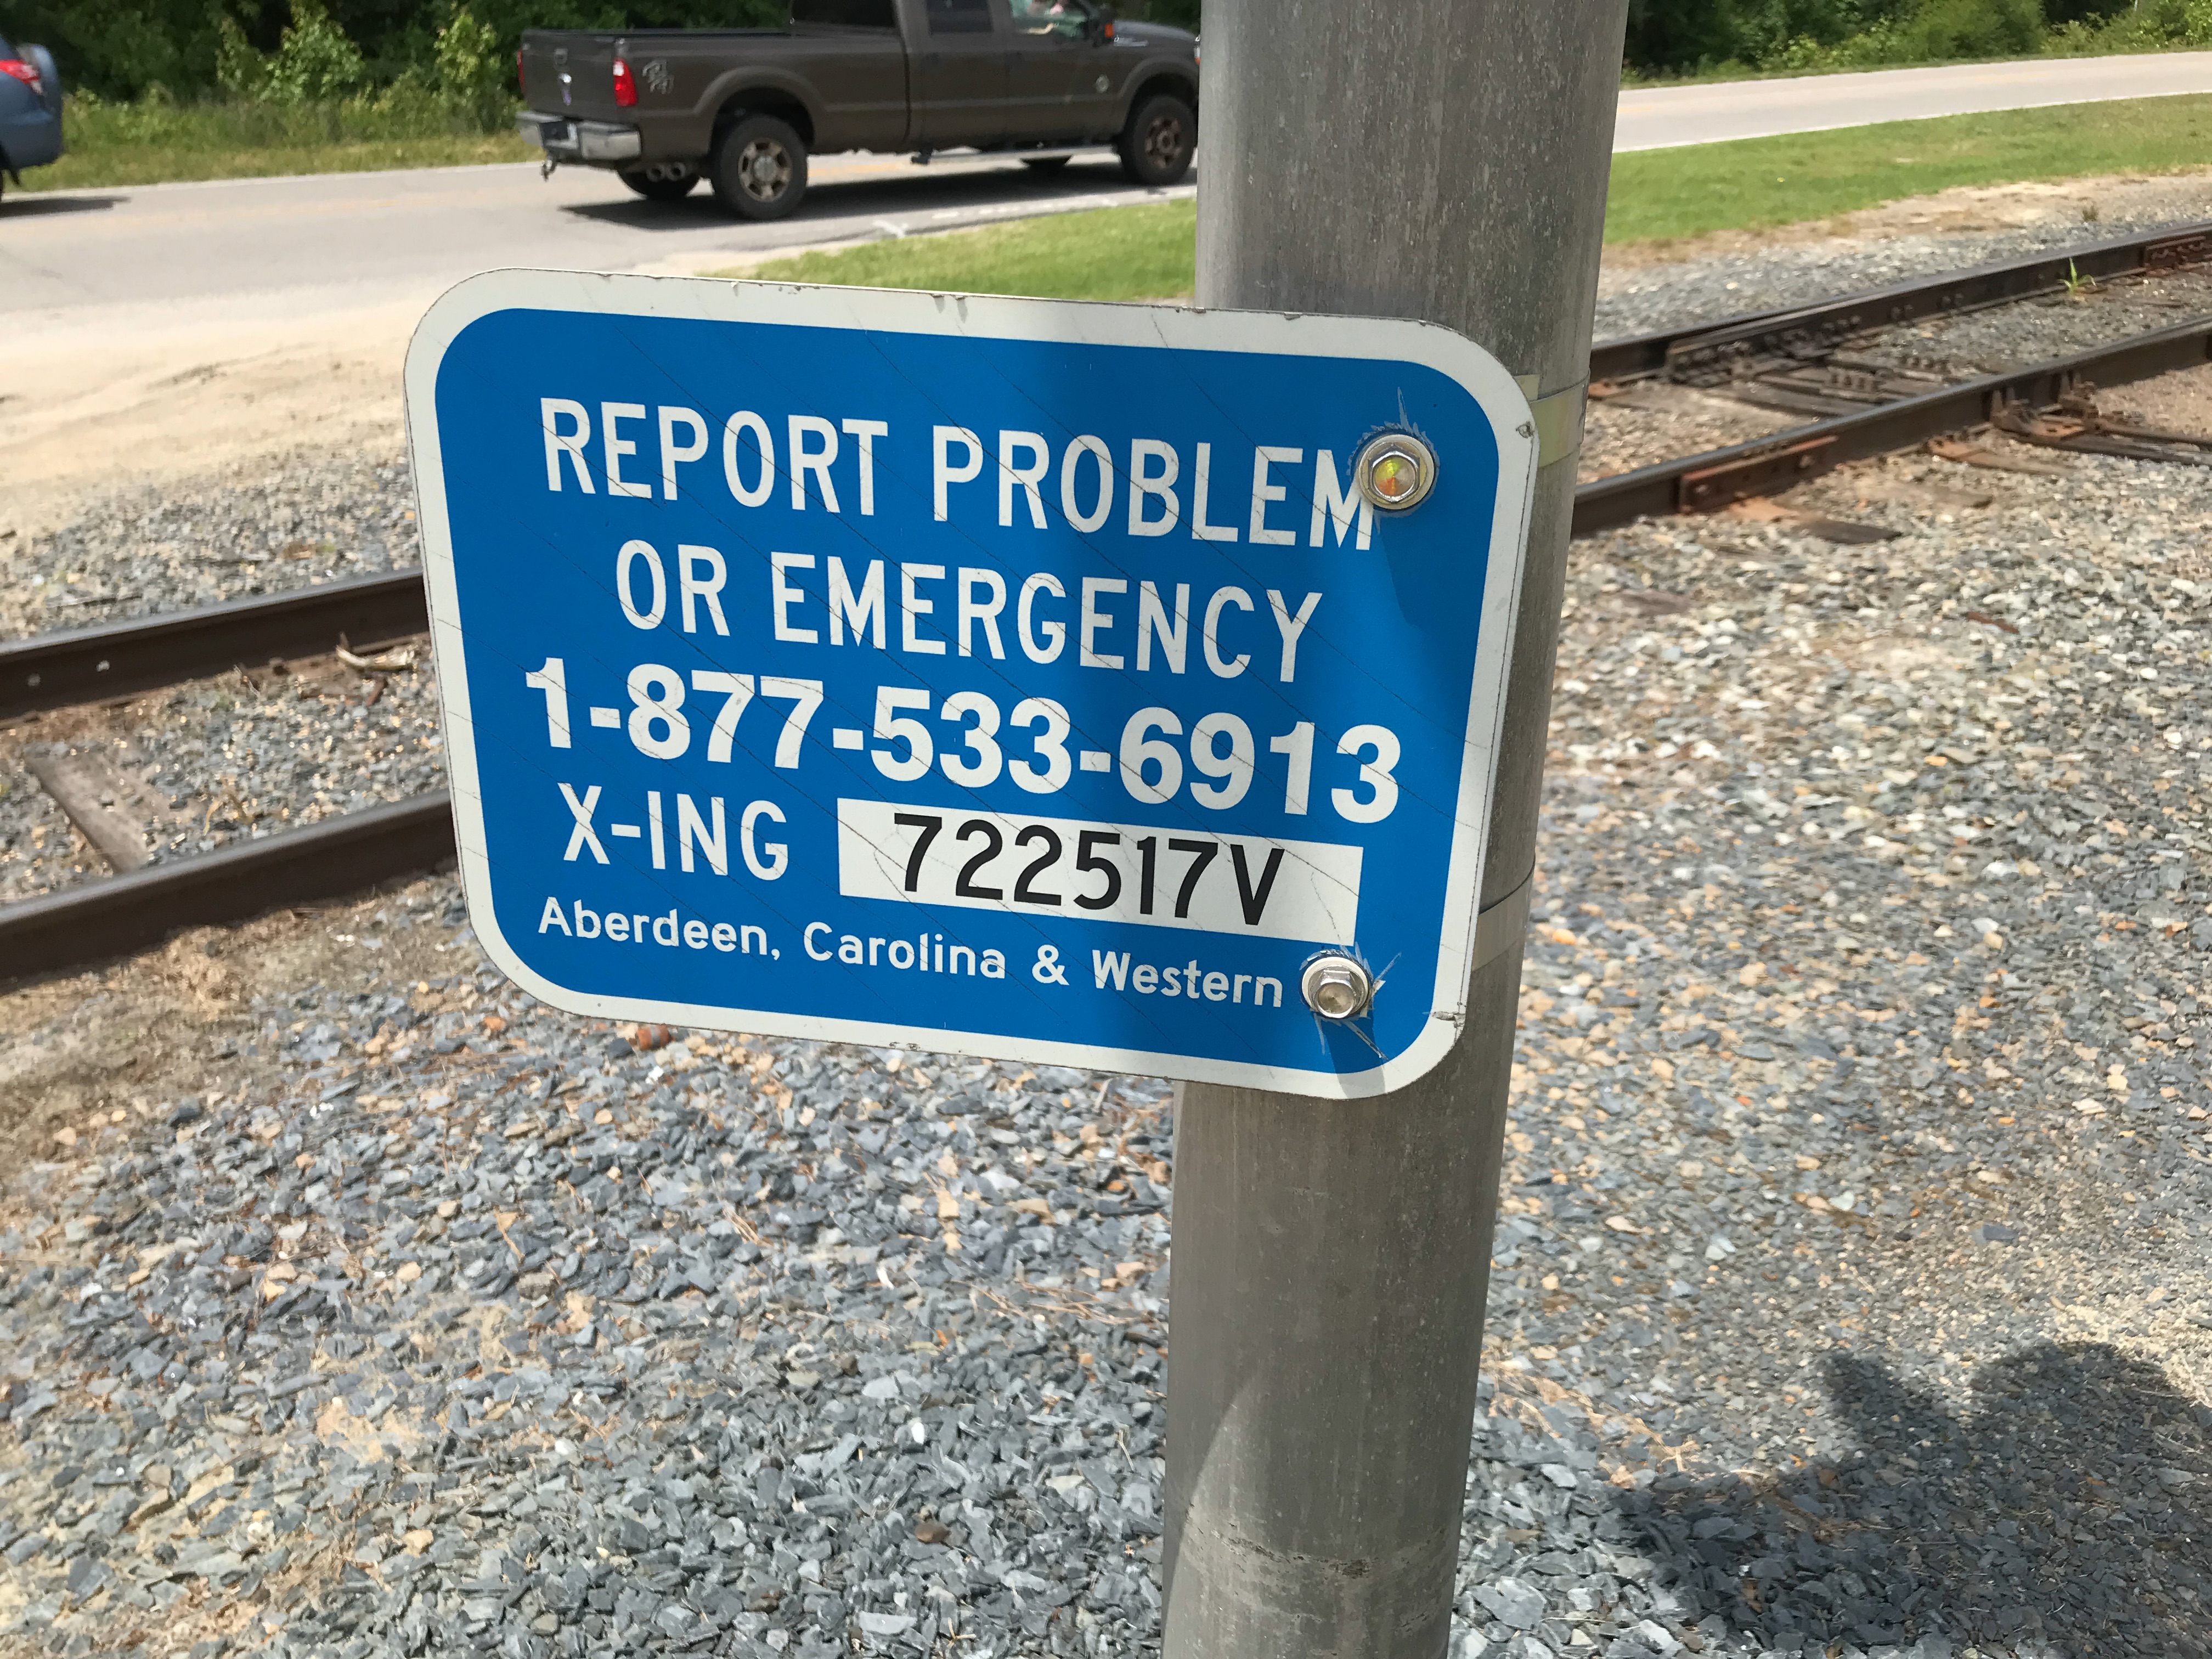 REPORT PROBLEM
OR EMERGENCY
1-877-533-6913
X-ING 722517V
Aberdeen, Carolina & Western